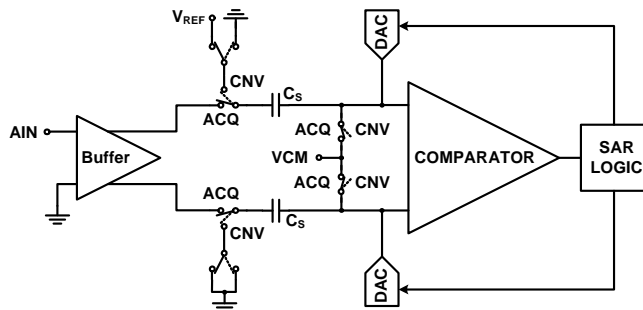 VREF
DAC
CNV
CS
ACQ
AIN
Buffer
ACQ
CNV
VCM
COMPARATOR
SAR
LOGIC
ACQ
CNV
ACQ
CS
CNV
DAC